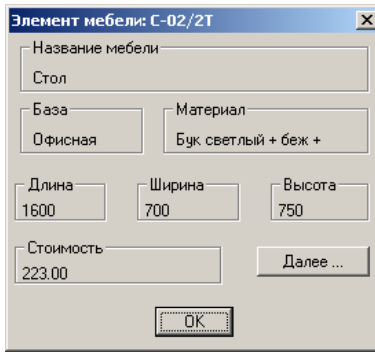 Элемент мебели: С-02/2Т
Название мебели
Стол
База
Материал
Офисная
Бук светлый + беж +
Длина
Ширина
Высота
1600
700
750
Стоимость
223.00
Далее ...
OK